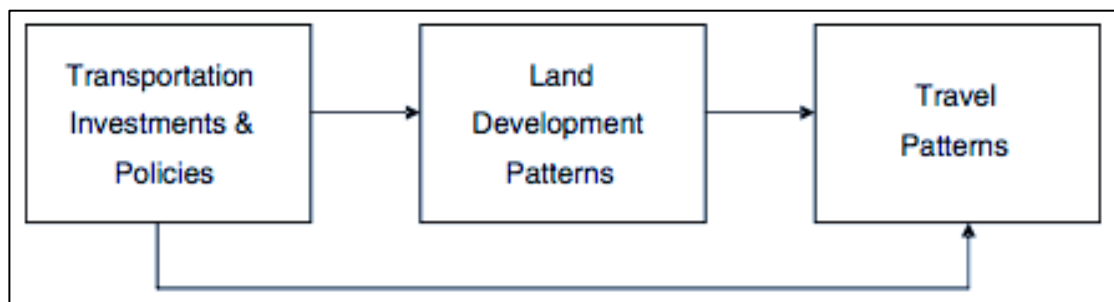 Transportation
Investments &
Policies
Land
Development
Patterns
Travel
Patterns